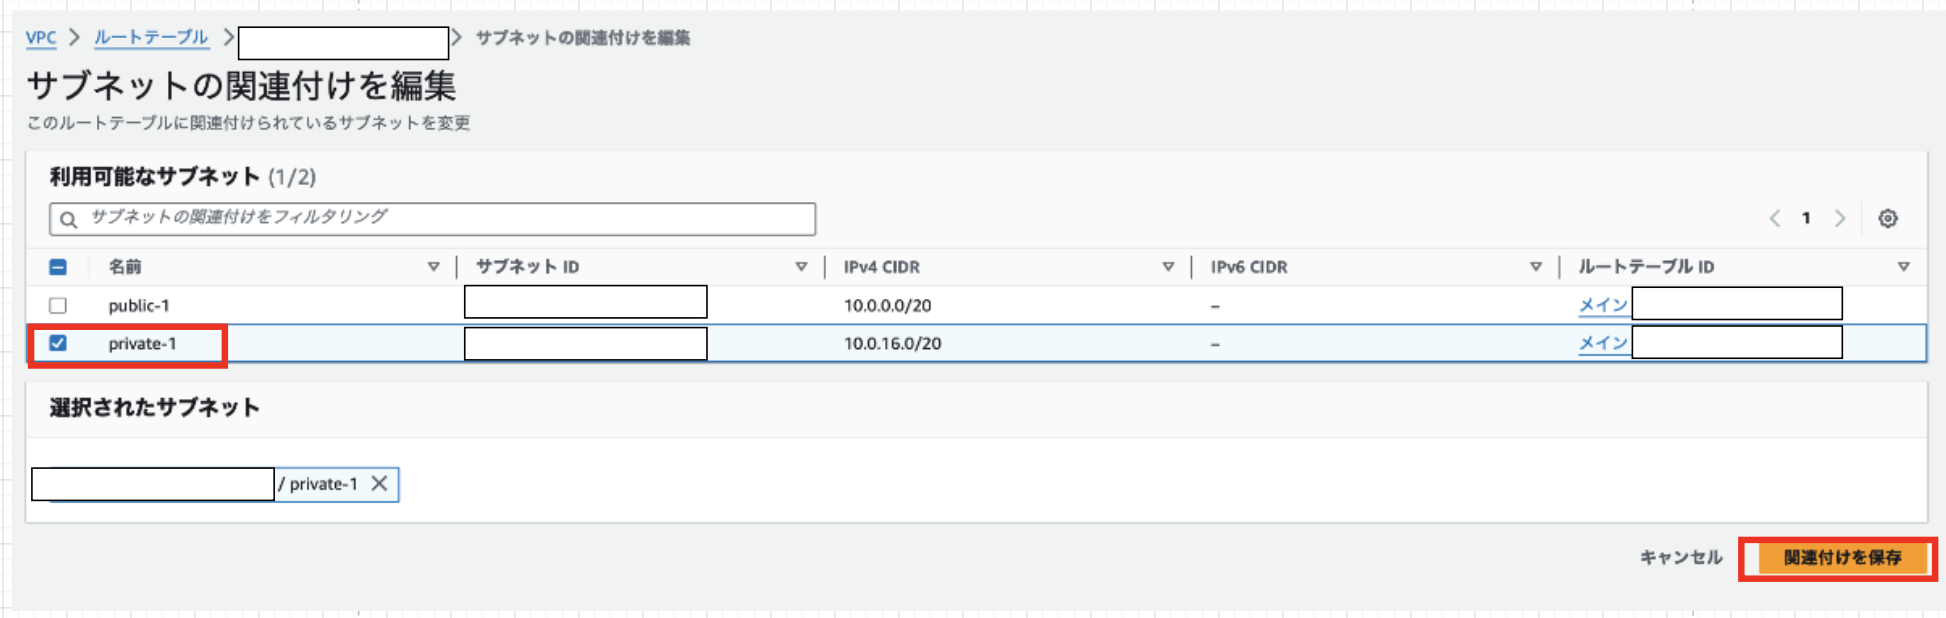 VPC > ルートテーブル > > サブネットの関連付けを編集
サブネットの関連付けを編集
このルートテーブルに関連付けられているサブネットを変更
利用可能なサブネット (1/2)
サブネットの関連付けをフィルタリング
1
名前 サブネット ID IPv4 CIDR IPv6 CIDR ルートテーブル ID
public-1 10.0.0.0/20 – メイン
private-1 10.0.16.0/20 – メイン
選択されたサブネット
/ private-1
キャンセル 関連付けを保存